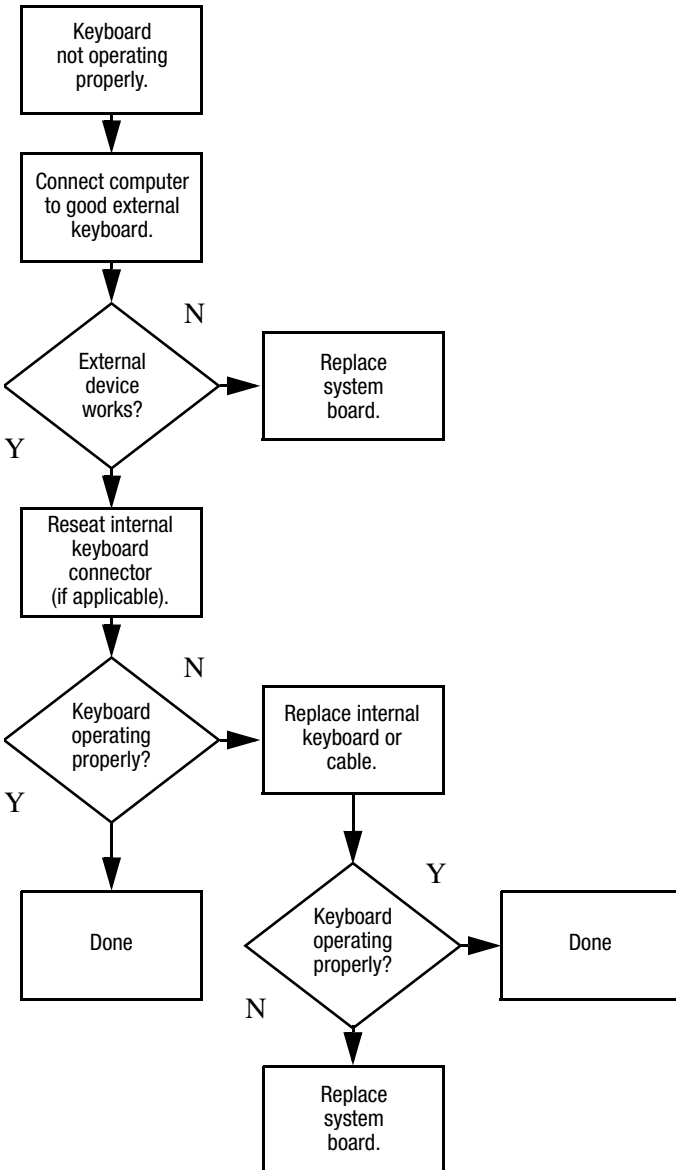 Keyboard
not operating
properly.
Connect computer
to good external
keyboard.
N
External
device
works?
Replace
system
board.
Y
Reseat internal
keyboard
connector
(if applicable).
N
Keyboard
operating
properly?
Replace internal
keyboard or
cable.
Y
Y
Done
Keyboard
operating
properly?
Done
N
Replace
system
board.